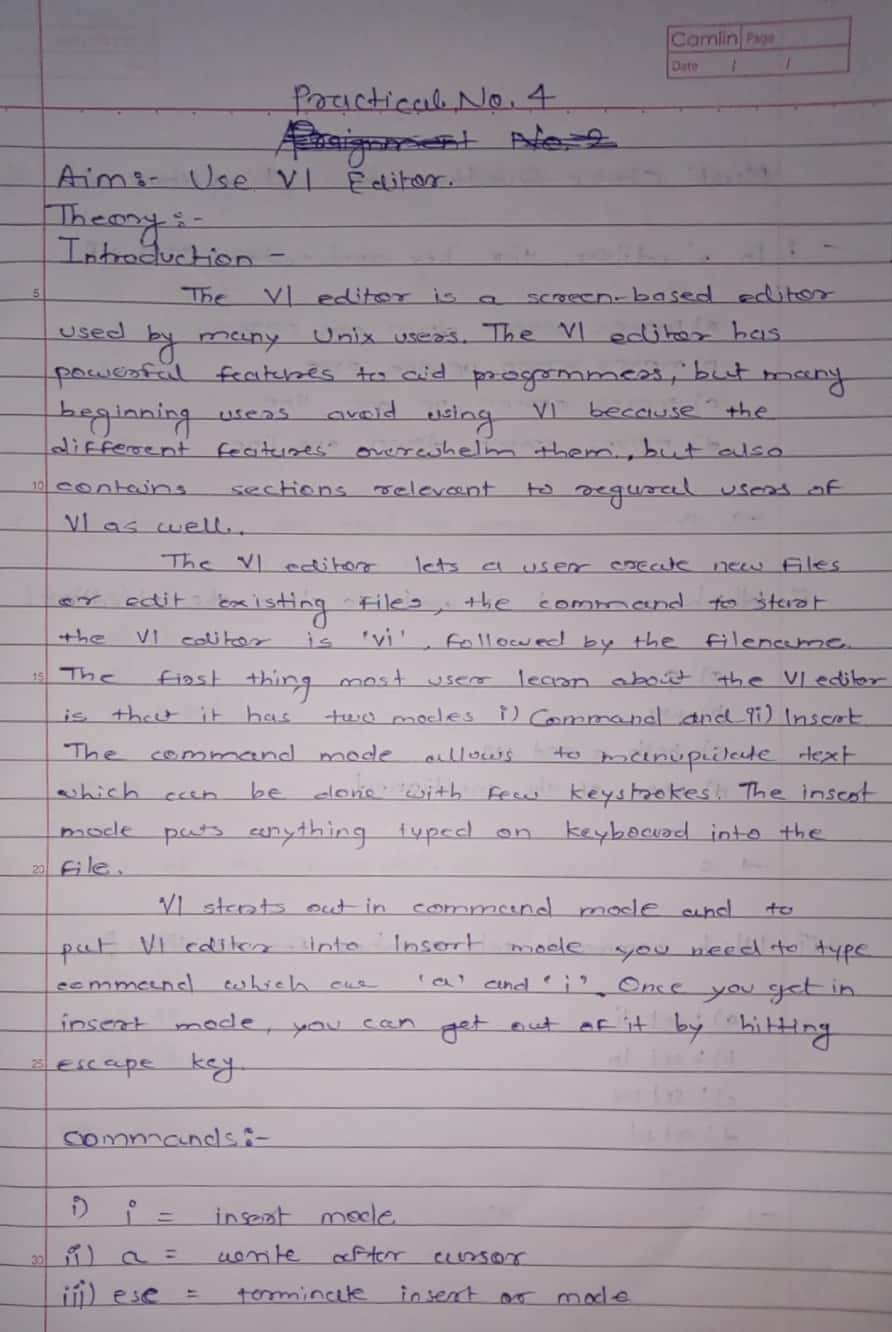 Camlin Page
Date / /
Practical No. 4
Assignment No. 2
Aim:- Use VI Editor.
Theory:-
Introduction -
5 The VI editor is a screen-based editor
used by many Unix users. The VI editor has
powerful features to aid progommers, but many
beginning users avoid using VI because the
different features overwhelm them, but also
10 contains sections relevant to regural users of
VI as well.
The VI editor lets a user create new files
or edit existing files, the command to start
the VI editor is 'vi', followed by the filename.
15 The first thing most user learn about the VI editor
is that it has two modes i) Command and ii) Insert
The command mode allows to manupilate text
which can be done with few keystrokes. The insert
mode puts anything typed on keyboard into the
20 file.
VI starts out in command mode and to
put VI editor into Insert mode you need to type
command which are 'a' and 'i'. Once you get in
insert mode, you can get out of it by hitting
25 escape key.
commands:-
i) i = insert mode
30 ii) a = write after cursor
iii) esc = terminate insert or mode